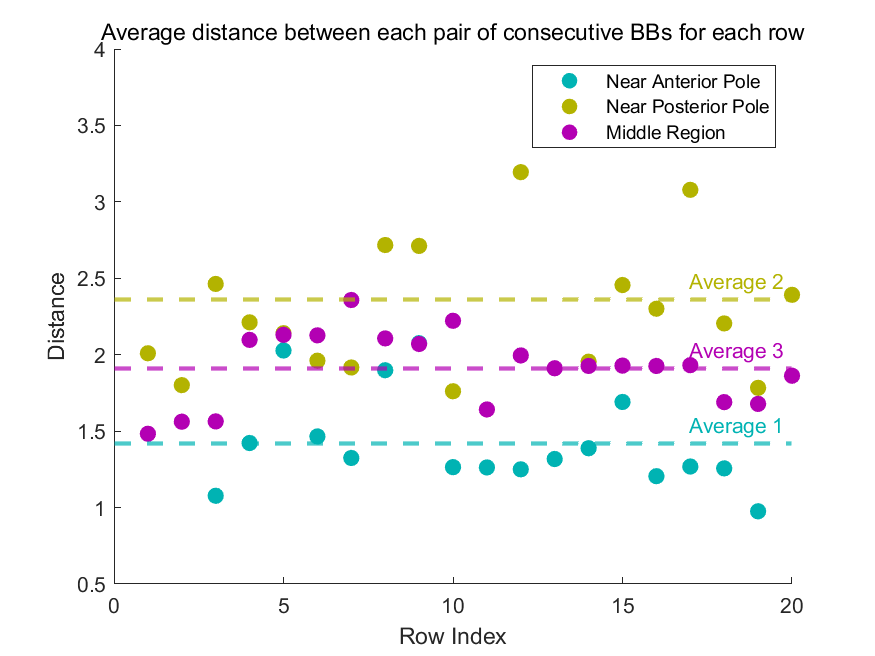 Average distance between each pair of consecutive BBs for each row
4
3.5
3
2.5
2
1.5
1
0.5
Distance
Near Anterior Pole
Near Posterior Pole
Middle Region
Average 2
Average 3
Average 1
0
5
10
15
20
Row Index